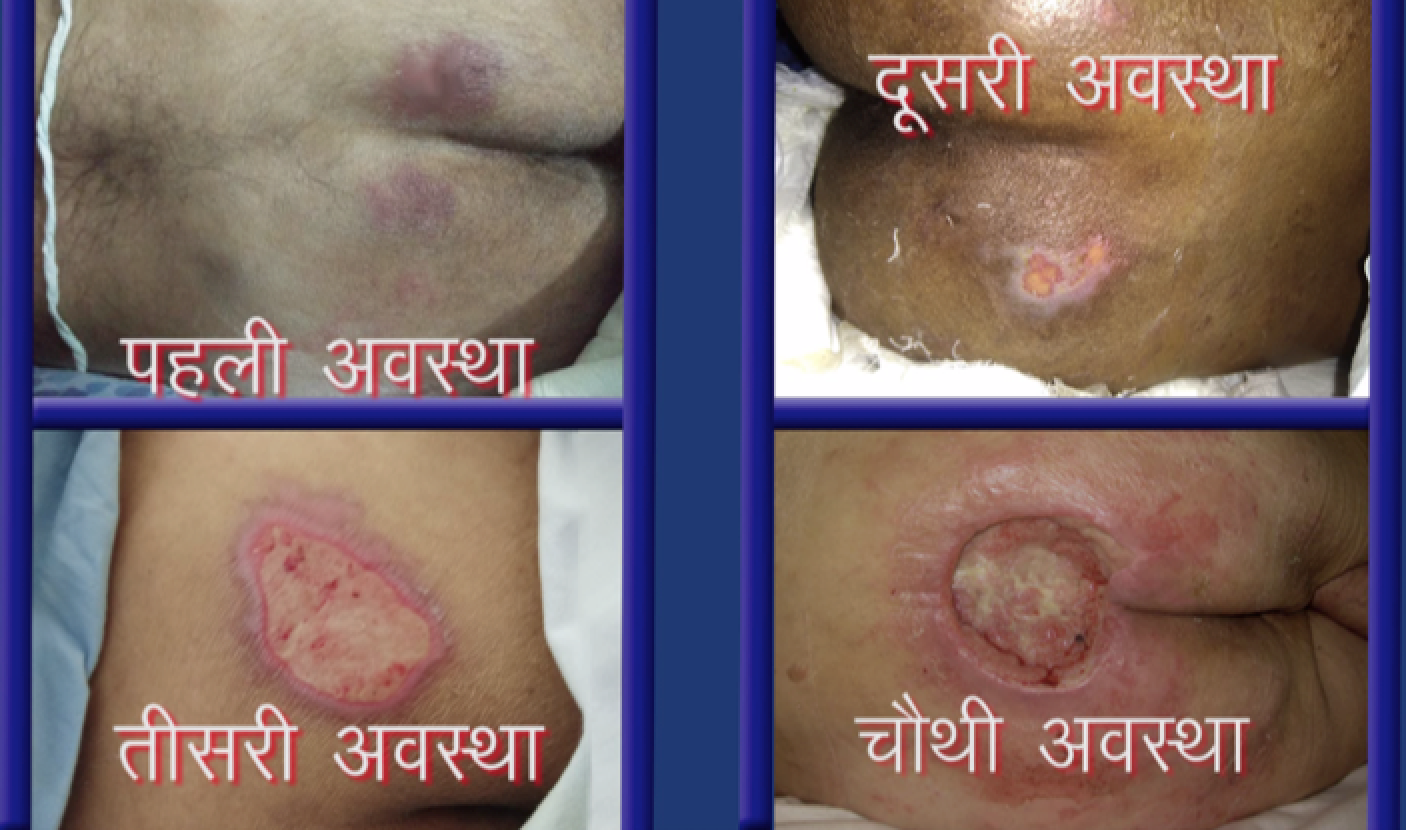 पहली अवस्था
दूसरी अवस्था
तीसरी अवस्था
चौथी अवस्था